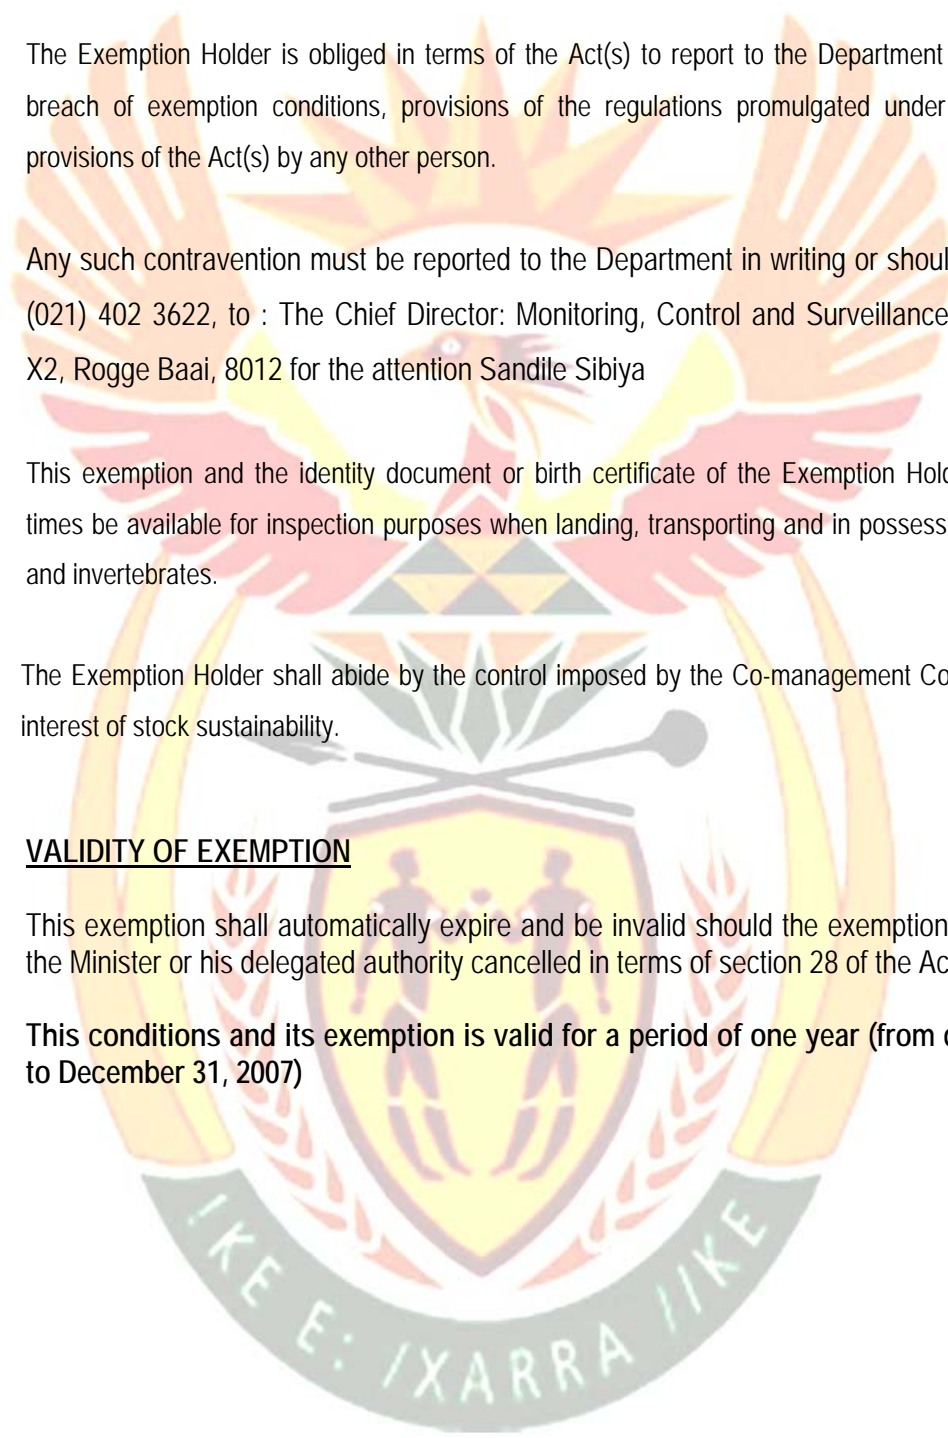 The Exemption Holder is obliged in terms of the Act(s) to report to the Department
breach of exemption conditions, provisions of the regulations promulgated under
provisions of the Act(s) by any other person.
Any such contravention must be reported to the Department in writing or shoul
(021) 402 3622, to : The Chief Director: Monitoring, Control and Surveillance
X2, Rogge Baai, 8012 for the attention Sandile Sibiya
This exemption and the identity document or birth certificate of the Exemption Hold
times be available for inspection purposes when landing, transporting and in possess
and invertebrates.
The Exemption Holder shall abide by the control imposed by the Co-management Co
interest of stock sustainability.
VALIDITY OF EXEMPTION
This exemption shall automatically expire and be invalid should the exemption
the Minister or his delegated authority cancelled in terms of section 28 of the Ac
This conditions and its exemption is valid for a period of one year (from
to December 31, 2007)
!KE E: /XARRA //KE